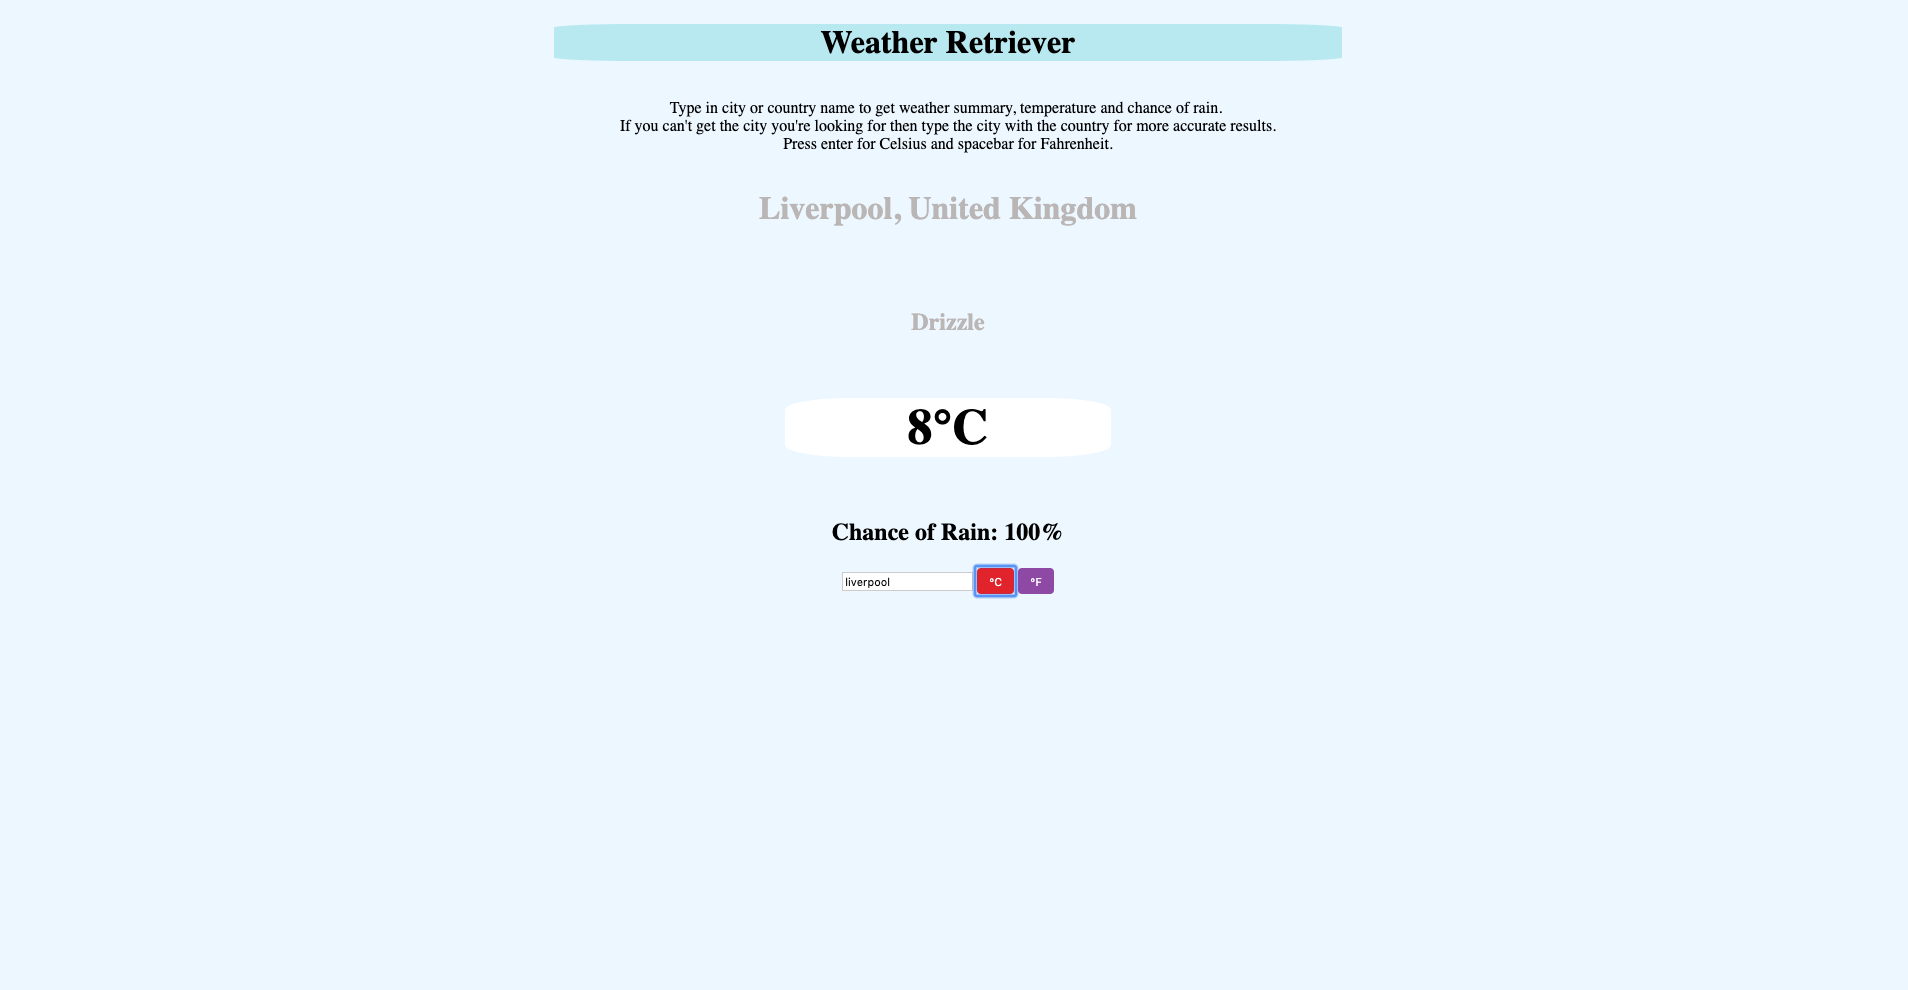 Weather Retriever
Type in city or country name to get weather summary, temperature and chance of rain.
If you can't get the city you're looking for then type the city with the country for more accurate results.
Press enter for Celsius and spacebar for Fahrenheit.
Liverpool, United Kingdom
Drizzle
8°C
Chance of Rain: 100%
liverpool °C °F